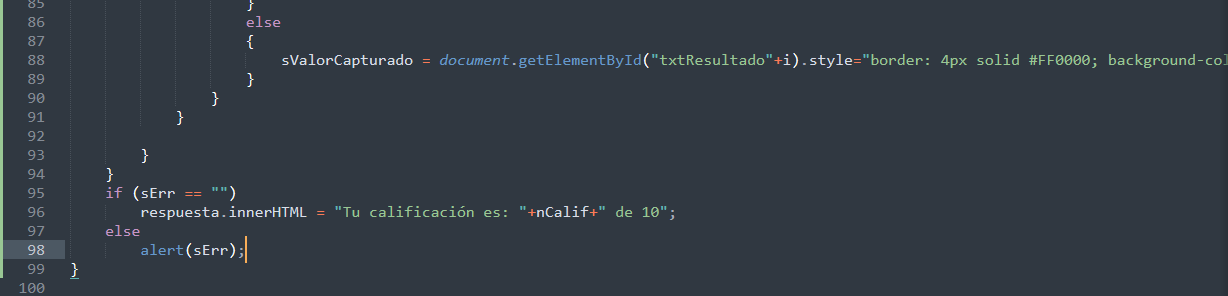 85 }
86 else
87 {
88 sValorCapturado = document.getElementById("txtResultado"+i).style="border: 4px solid #FF0000; background-col
89 }
90 }
91 }
92
93 }
94 }
95 if (sErr == "")
96 respuesta.innerHTML = "Tu calificación es: "+nCalif+" de 10";
97 else
98 alert(sErr);
99 }
100